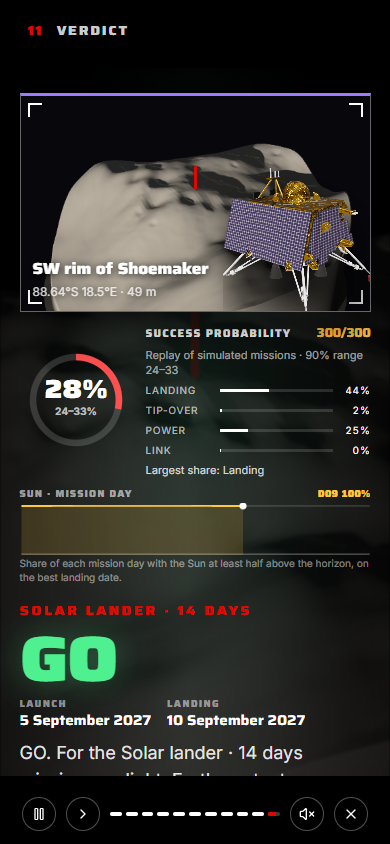 11 VERDICT
SW rim of Shoemaker
88.64°S 18.5°E · 49 m
SUCCESS PROBABILITY 300/300
Replay of simulated missions · 90% range
24–33
28%
24–33%
LANDING 44%
TIP-OVER 2%
POWER 25%
LINK 0%
Largest share: Landing
SUN · MISSION DAY D09 100%
Share of each mission day with the Sun at least half above the horizon, on
the best landing date.
SOLAR LANDER · 14 DAYS
GO
LAUNCH LANDING
5 September 2027 10 September 2027
GO. For the Solar lander · 14 days